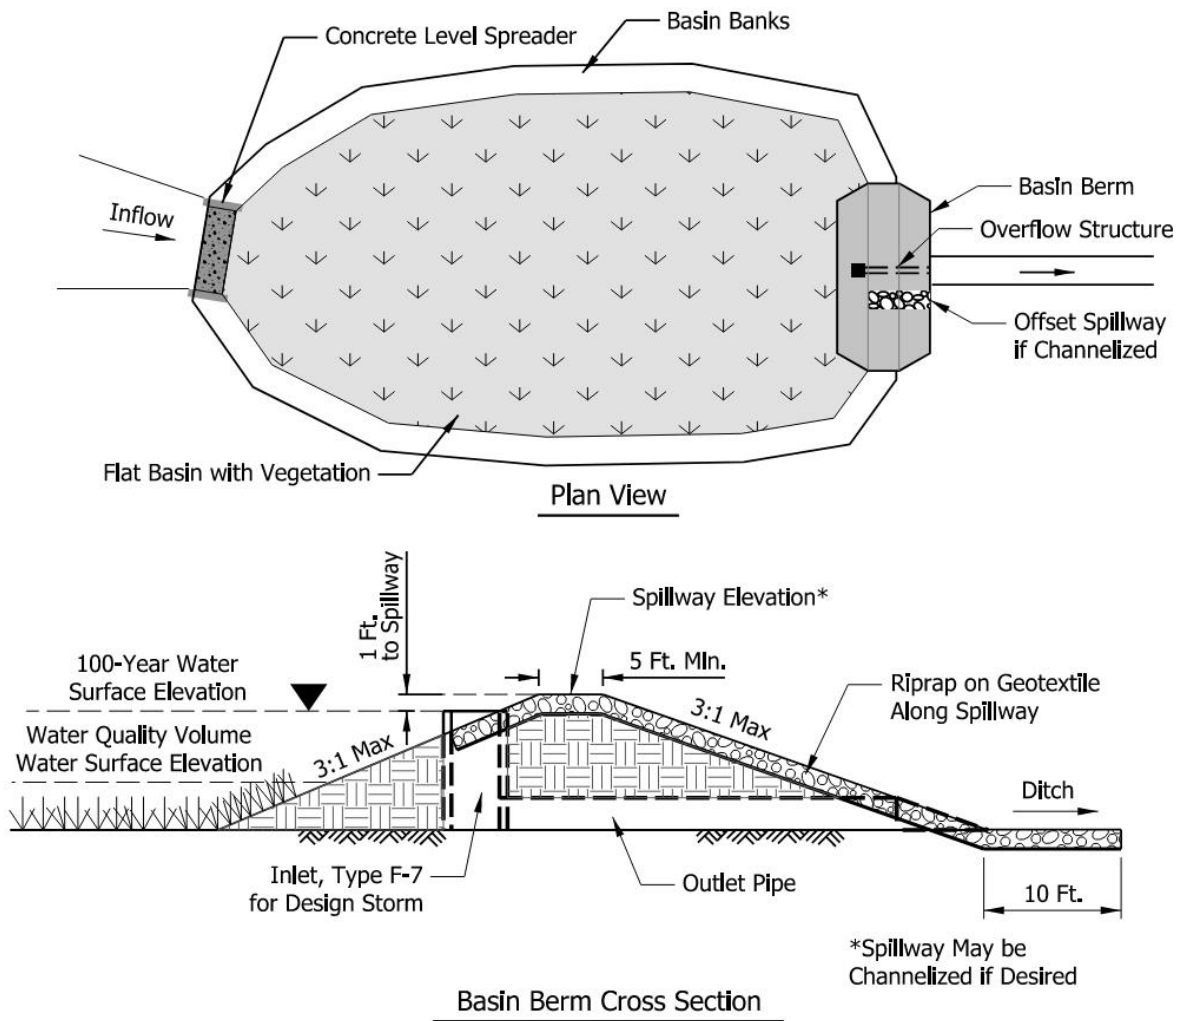 Concrete Level Spreader
Basin Banks
Inflow
Basin Berm
Overflow Structure
Offset Spillway
if Channelized
Flat Basin with Vegetation
Plan View
1 Ft.
to Spillway
Spillway Elevation*
5 Ft. MIn.
100-Year Water
Surface Elevation
Riprap on Geotextile
Along Spillway
Water Quality Volume
Water Surface Elevation
3:1 Max
3:1 Max
Ditch
Inlet, Type F-7
for Design Storm
Outlet Pipe
10 Ft.
*Spillway May be
Channelized if Desired
Basin Berm Cross Section